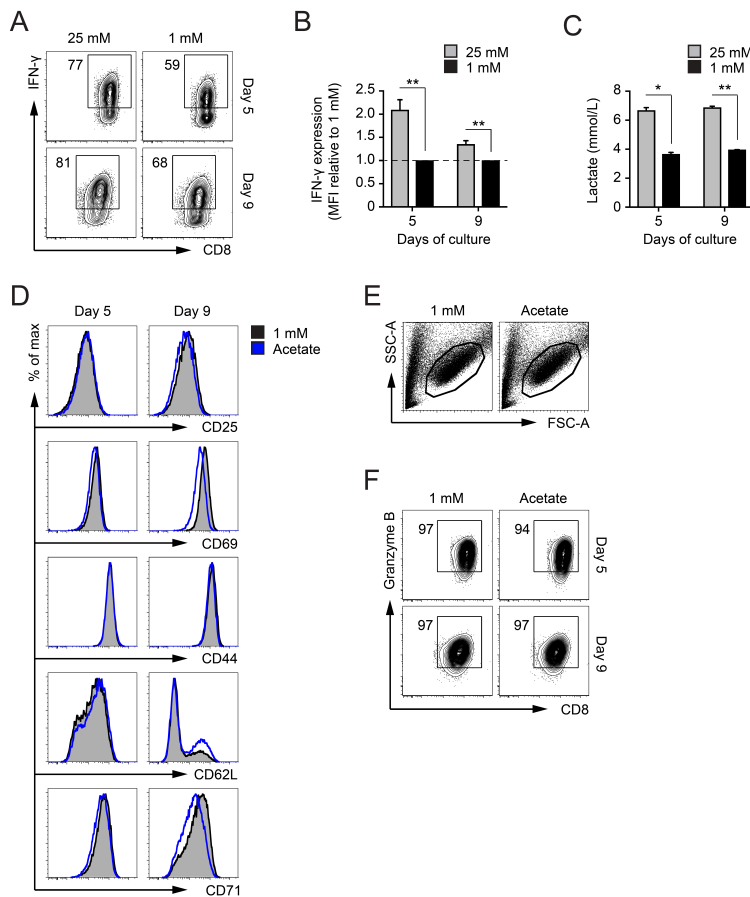 A
25 mM
1 mM
IFN-γ
77
59
Day 5
81
68
Day 9
CD8
B
25 mM
1 mM
IFN-γ expression
(MFI relative to 1 mM)
2.5
2.0
1.5
1.0
0.5
0
**
**
5
9
Days of culture
C
25 mM
1 mM
Lactate (mmol/L)
8
6
4
2
0
*
**
5
9
Days of culture
D
Day 5
Day 9
1 mM
Acetate
% of max
CD25
CD69
CD44
CD62L
CD71
E
1 mM
Acetate
SSC-A
FSC-A
F
1 mM
Acetate
Granzyme B
97
94
Day 5
97
97
Day 9
CD8